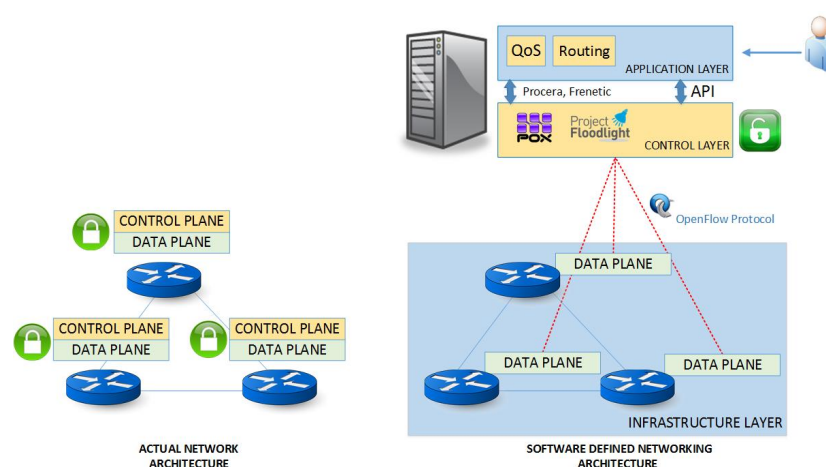 QoS
Routing
APPLICATION LAYER
Procera, Frenetic
API
POX
Project
Floodlight
CONTROL LAYER
OpenFlow Protocol
CONTROL PLANE
DATA PLANE
CONTROL PLANE
DATA PLANE
CONTROL PLANE
DATA PLANE
ACTUAL NETWORK
ARCHITECTURE
DATA PLANE
DATA PLANE
DATA PLANE
INFRASTRUCTURE LAYER
SOFTWARE DEFINED NETWORKING
ARCHITECTURE